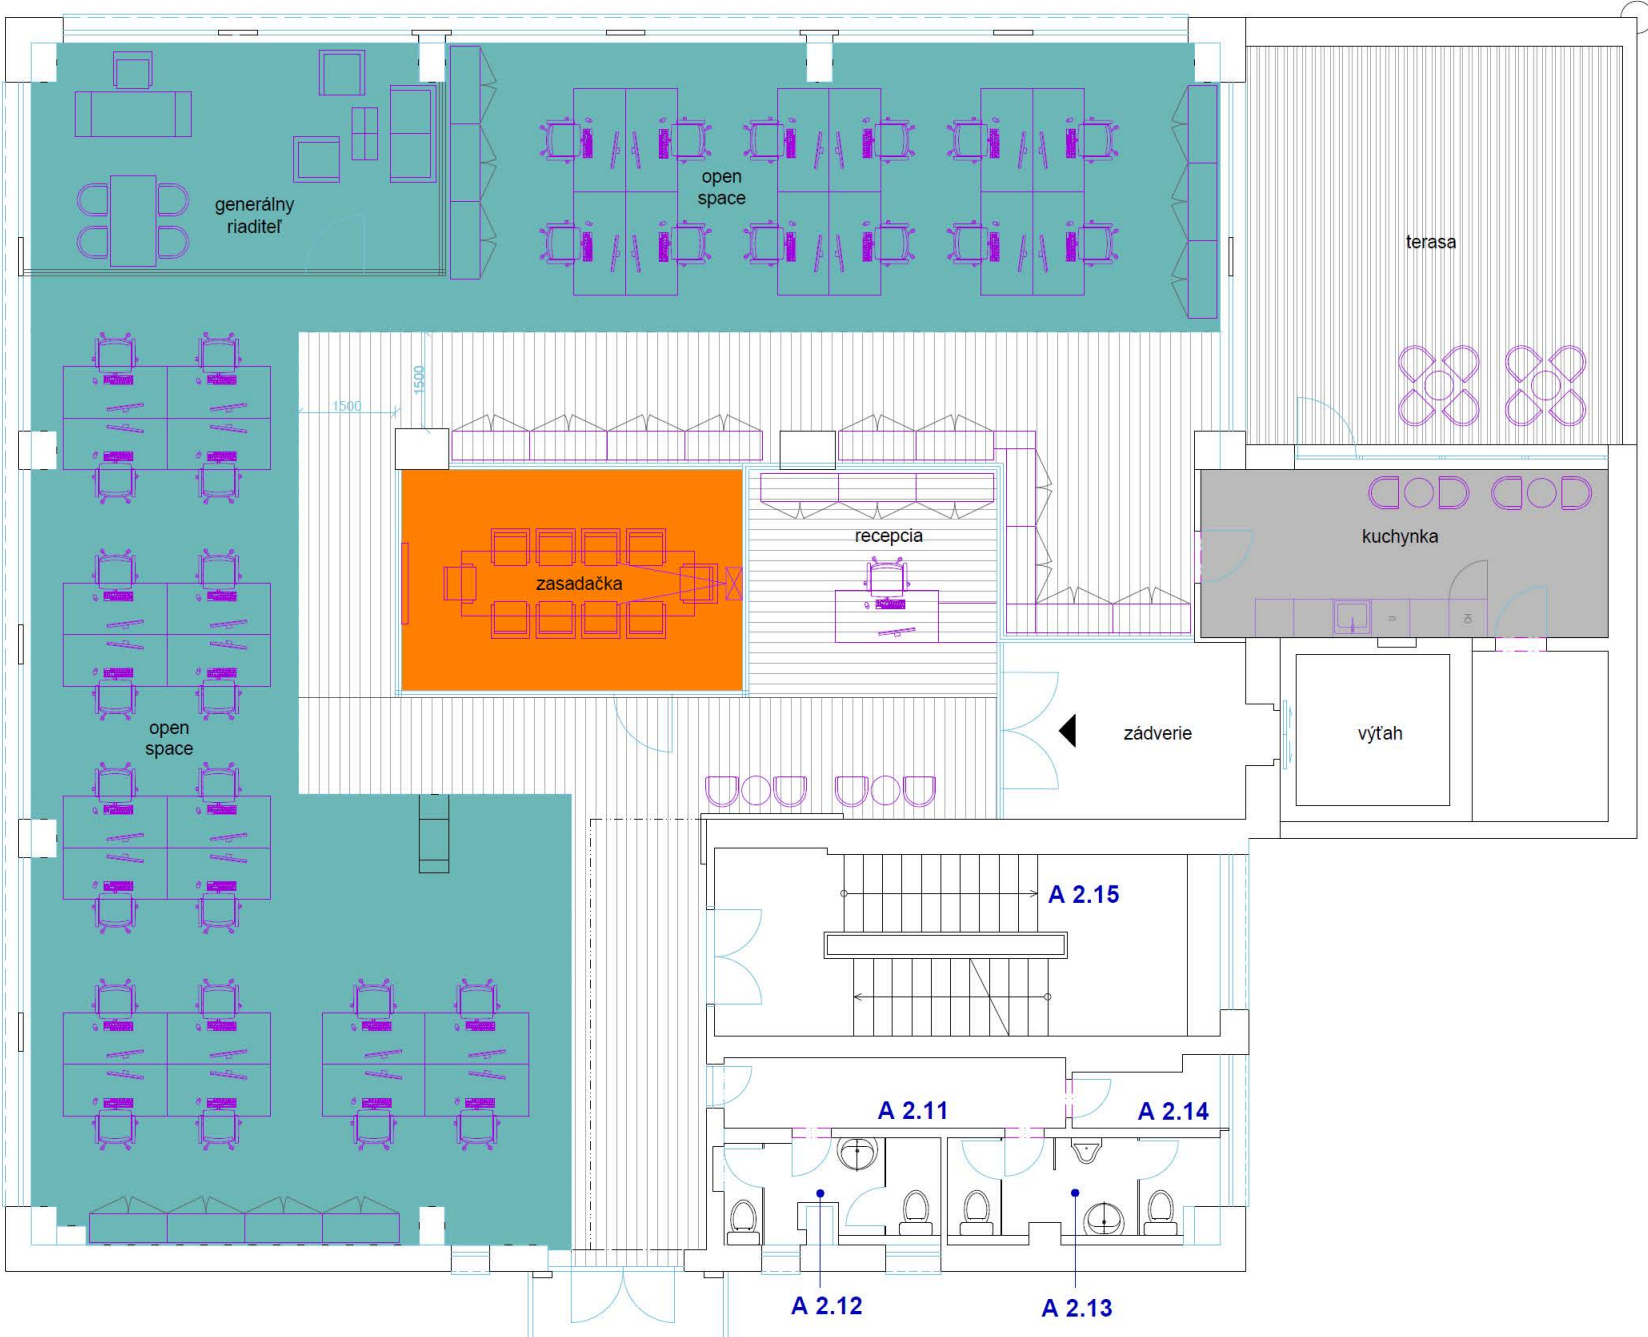 generálny
riaditeľ
open
space
terasa
1500
1500
recepcia
kuchynka
zasadačka
open
space
zádverie
výťah
A 2.15
A 2.11
A 2.14
A 2.12
A 2.13